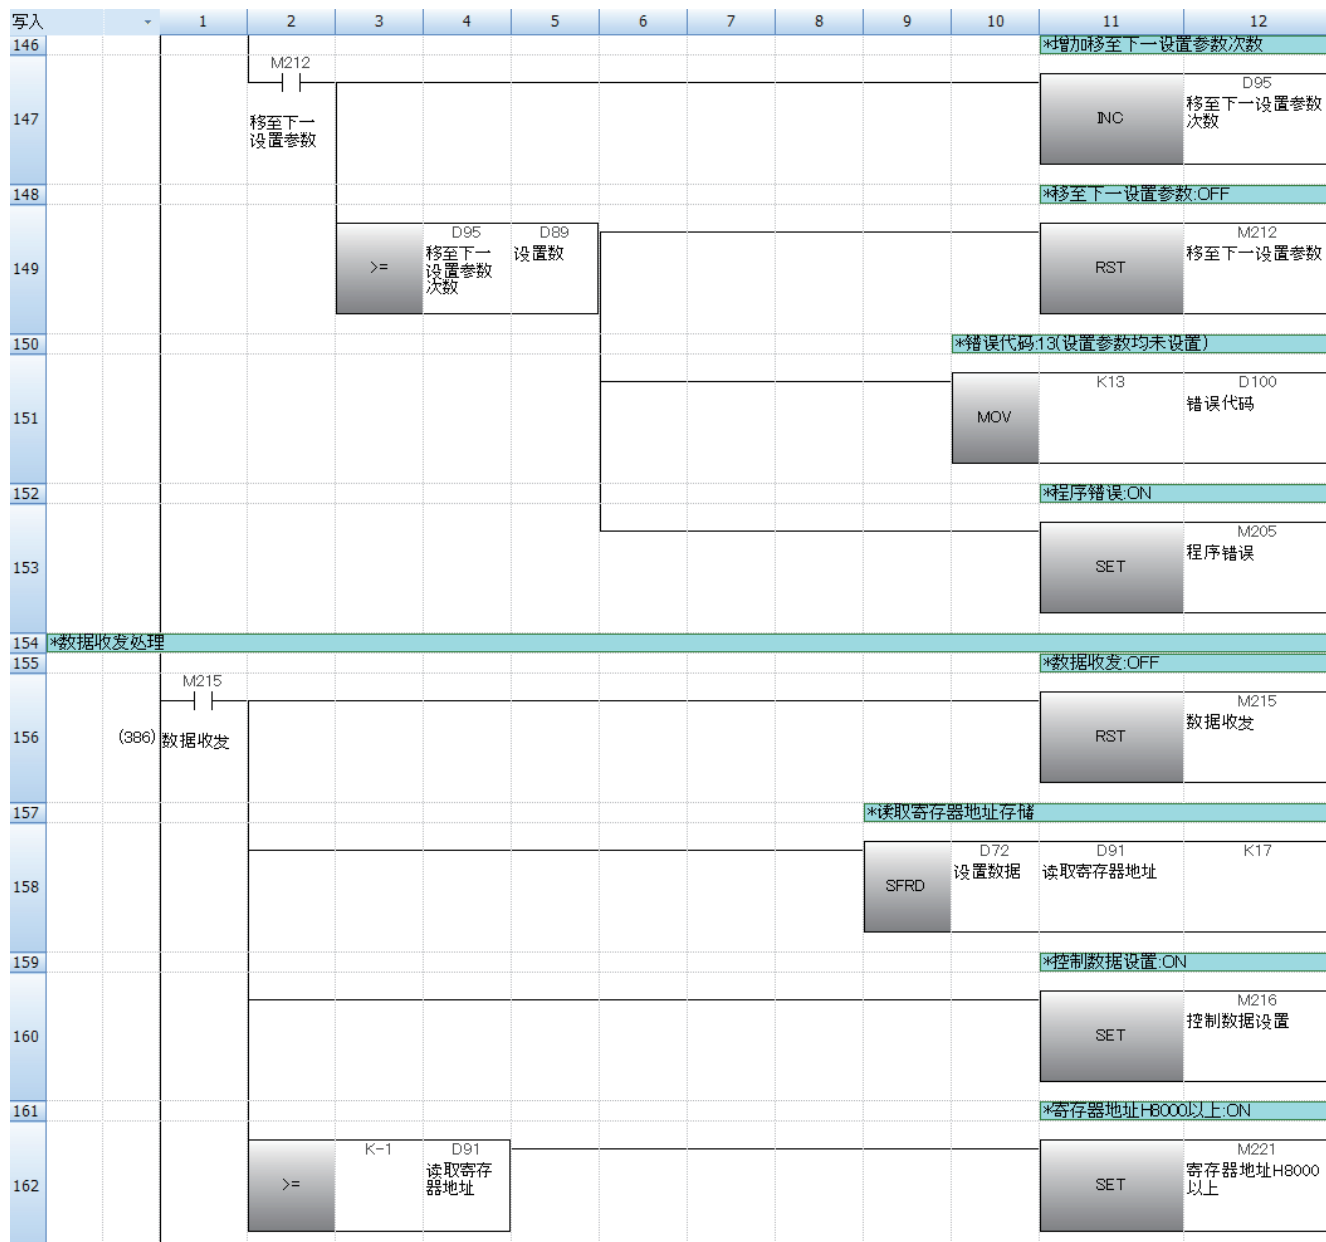 写入 1 2 3 4 5 6 7 8 9 10 11 12
146 *增加移至下一设置参数次数
M212
D95
移至下一设置参数
次数
147 INC
移至下一
设置参数
148 *移至下一设置参数:OFF
D95 D89 M212
移至下一
设置参数
次数
设置数
移至下一设置参数
149 >= RST
150 *错误代码:13(设置参数均未设置)
K13 D100
错误代码
151 MOV
152 *程序错误:ON
M205
程序错误
153 SET
154 *数据收发处理
155 *数据收发:OFF
M215 M215
数据收发
156 (386) 数据收发 RST
157 *读取寄存器地址存储
D72 D91 K17
设置数据 读取寄存器地址
158 SFRD
159 *控制数据设置:ON
M216
控制数据设置
160 SET
161 *寄存器地址H8000以上:ON
K-1 D91 M221
读取寄存
器地址
寄存器地址H8000
以上
162 >= SET